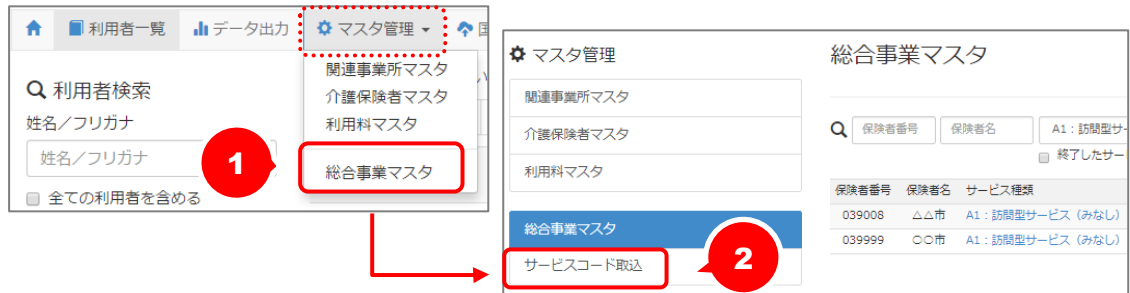 利用者一覧 データ出力 マスタ管理
利用者検索
姓名／フリガナ
姓名／フリガナ
全ての利用者を含める
関連事業所マスタ
介護保険者マスタ
利用料マスタ
総合事業マスタ
1
マスタ管理
関連事業所マスタ
介護保険者マスタ
利用料マスタ
総合事業マスタ
サービスコード取込
2
総合事業マスタ
保険者番号 保険者名 A1：訪問型サー
終了したサー
保険者番号 保険者名 サービス種類
039008 △△市 A1：訪問型サービス（みなし）
039999 ○○市 A1：訪問型サービス（みなし）